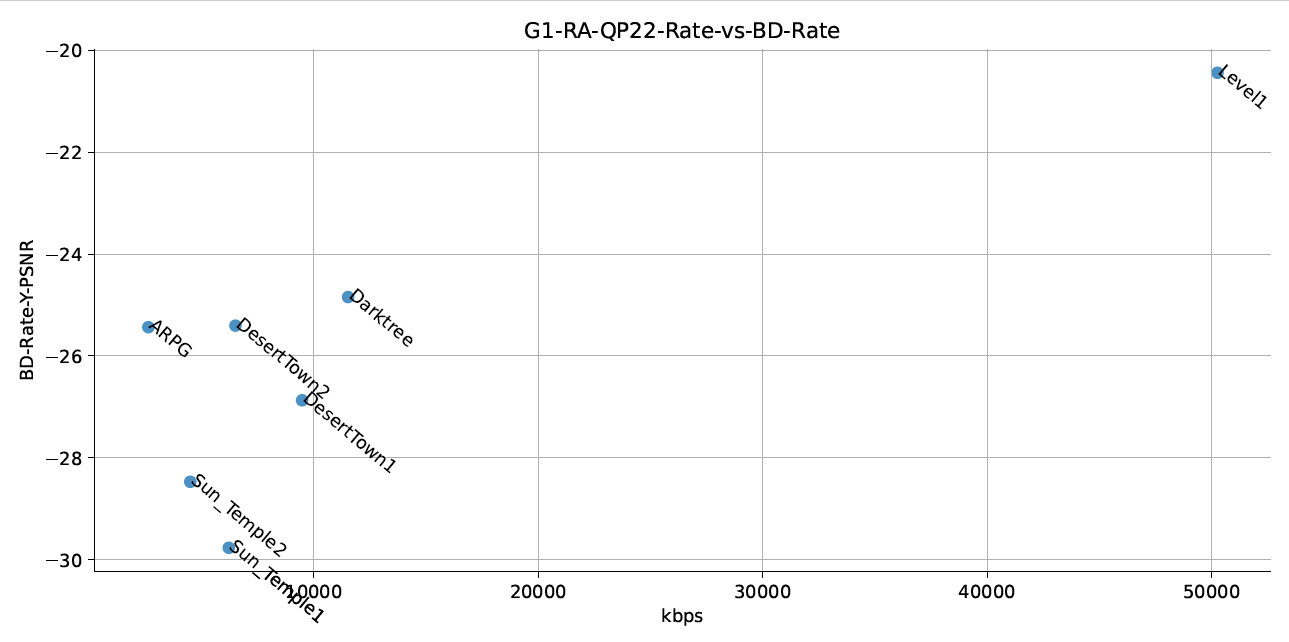 G1-RA-QP22-Rate-vs-BD-Rate
−20
Level1
−22
−24
BD-Rate-Y-PSNR
Darktree
ARPG
DesertTown2
−26
DesertTown1
−28
Sun_Temple2
−30
Sun_Temple1
10000
20000
30000
40000
50000
kbps